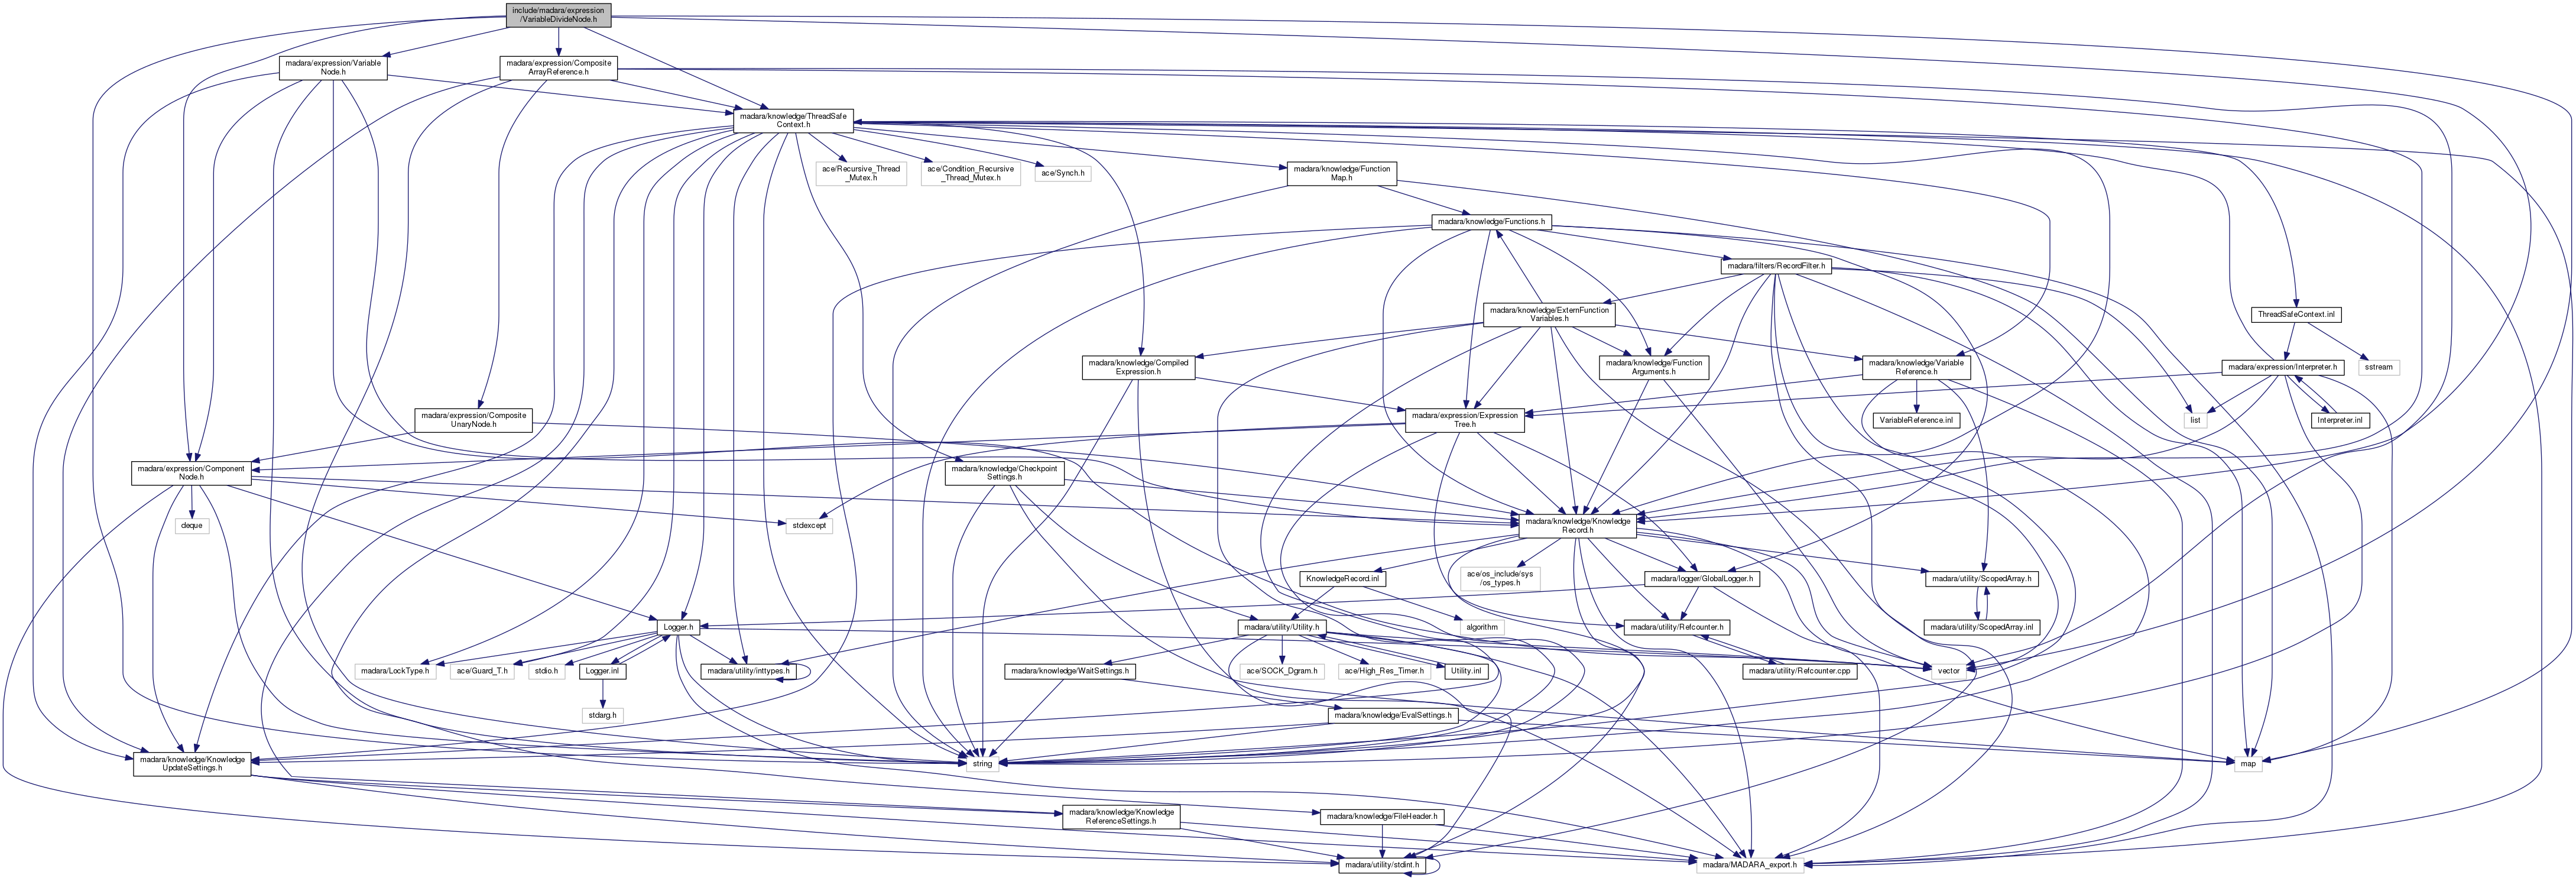 include/madara/expression
/VariableDivideNode.h
madara/expression/Variable
Node.h
madara/expression/Composite
ArrayReference.h
madara/knowledge/ThreadSafe
Context.h
ace/Recursive_Thread
_Mutex.h
ace/Condition_Recursive
_Thread_Mutex.h
ace/Synch.h
madara/knowledge/Function
Map.h
madara/knowledge/Functions.h
madara/filters/RecordFilter.h
madara/knowledge/ExternFunction
Variables.h
ThreadSafeContext.inl
madara/knowledge/Compiled
Expression.h
madara/knowledge/Function
Arguments.h
madara/knowledge/Variable
Reference.h
madara/expression/Interpreter.h
sstream
madara/expression/Composite
UnaryNode.h
madara/expression/Expression
Tree.h
VariableReference.inl
list
Interpreter.inl
madara/expression/Component
Node.h
madara/knowledge/Checkpoint
Settings.h
deque
stdexcept
madara/knowledge/Knowledge
Record.h
ace/os_include/sys
/os_types.h
KnowledgeRecord.inl
madara/logger/GlobalLogger.h
madara/utility/ScopedArray.h
Logger.h
madara/utility/Utility.h
algorithm
madara/utility/Refcounter.h
madara/utility/ScopedArray.inl
madara/LockType.h
ace/Guard_T.h
stdio.h
Logger.inl
madara/utility/inttypes.h
madara/knowledge/WaitSettings.h
ace/SOCK_Dgram.h
ace/High_Res_Timer.h
Utility.inl
madara/utility/Refcounter.cpp
vector
stdarg.h
madara/knowledge/EvalSettings.h
madara/knowledge/Knowledge
UpdateSettings.h
string
map
madara/knowledge/Knowledge
ReferenceSettings.h
madara/knowledge/FileHeader.h
madara/utility/stdint.h
madara/MADARA_export.h